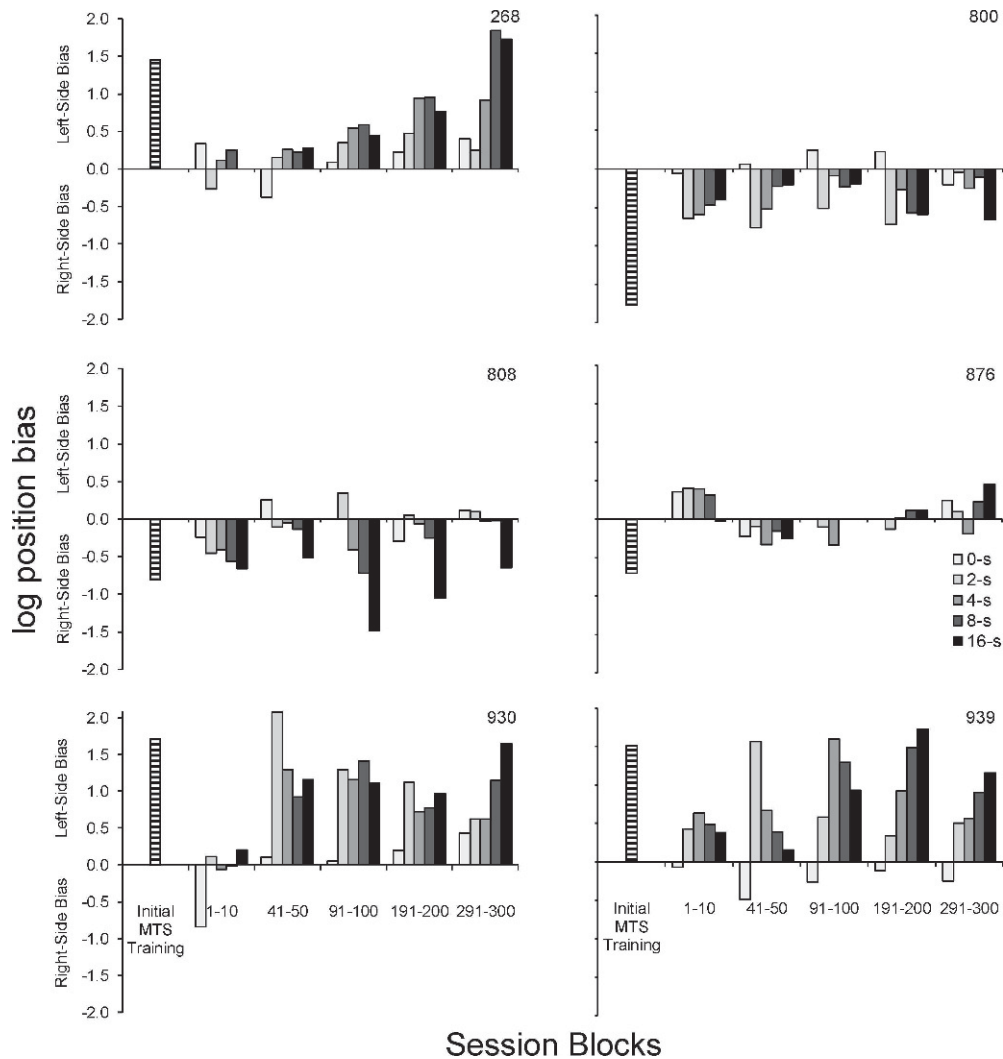 log position bias
268
2.0
1.5
1.0
0.5
0.0
-0.5
-1.0
-1.5
-2.0
Left-Side Bias
Right-Side Bias
800
808
2.0
1.5
1.0
0.5
0.0
-0.5
-1.0
-1.5
-2.0
Left-Side Bias
Right-Side Bias
876
0-s
2-s
4-s
8-s
16-s
930
2.0
1.5
1.0
0.5
0.0
-0.5
-1.0
-1.5
-2.0
Left-Side Bias
Right-Side Bias
Initial MTS Training
1-10
41-50
91-100
191-200
291-300
939
Initial MTS Training
1-10
41-50
91-100
191-200
291-300
Session Blocks